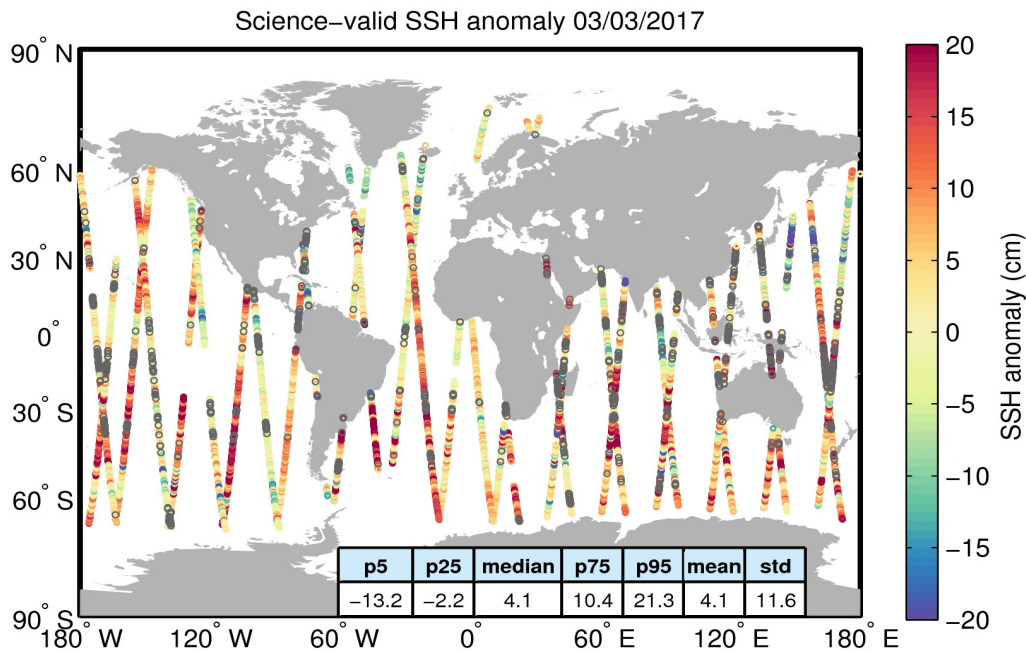 Science−valid SSH anomaly 03/03/2017
90° N
60° N
30° N
0°
30° S
60° S
90° S
180° W
120° W
60° W
0°
60° E
120° E
180° E
p5 p25 median p75 p95 mean std
−13.2 −2.2 4.1 10.4 21.3 4.1 11.6
20
15
10
5
0
−5
−10
−15
−20
SSH anomaly (cm)